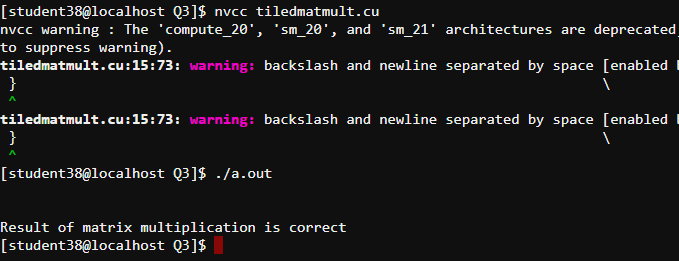 [student38@localhost Q3]$ nvcc tiledmatmult.cu
nvcc warning : The 'compute_20', 'sm_20', and 'sm_21' architectures are deprecated,
to suppress warning).
tiledmatmult.cu:15:73: warning: backslash and newline separated by space [enabled
} \
^
tiledmatmult.cu:15:73: warning: backslash and newline separated by space [enabled
} \
^
[student38@localhost Q3]$ ./a.out
Result of matrix multiplication is correct
[student38@localhost Q3]$